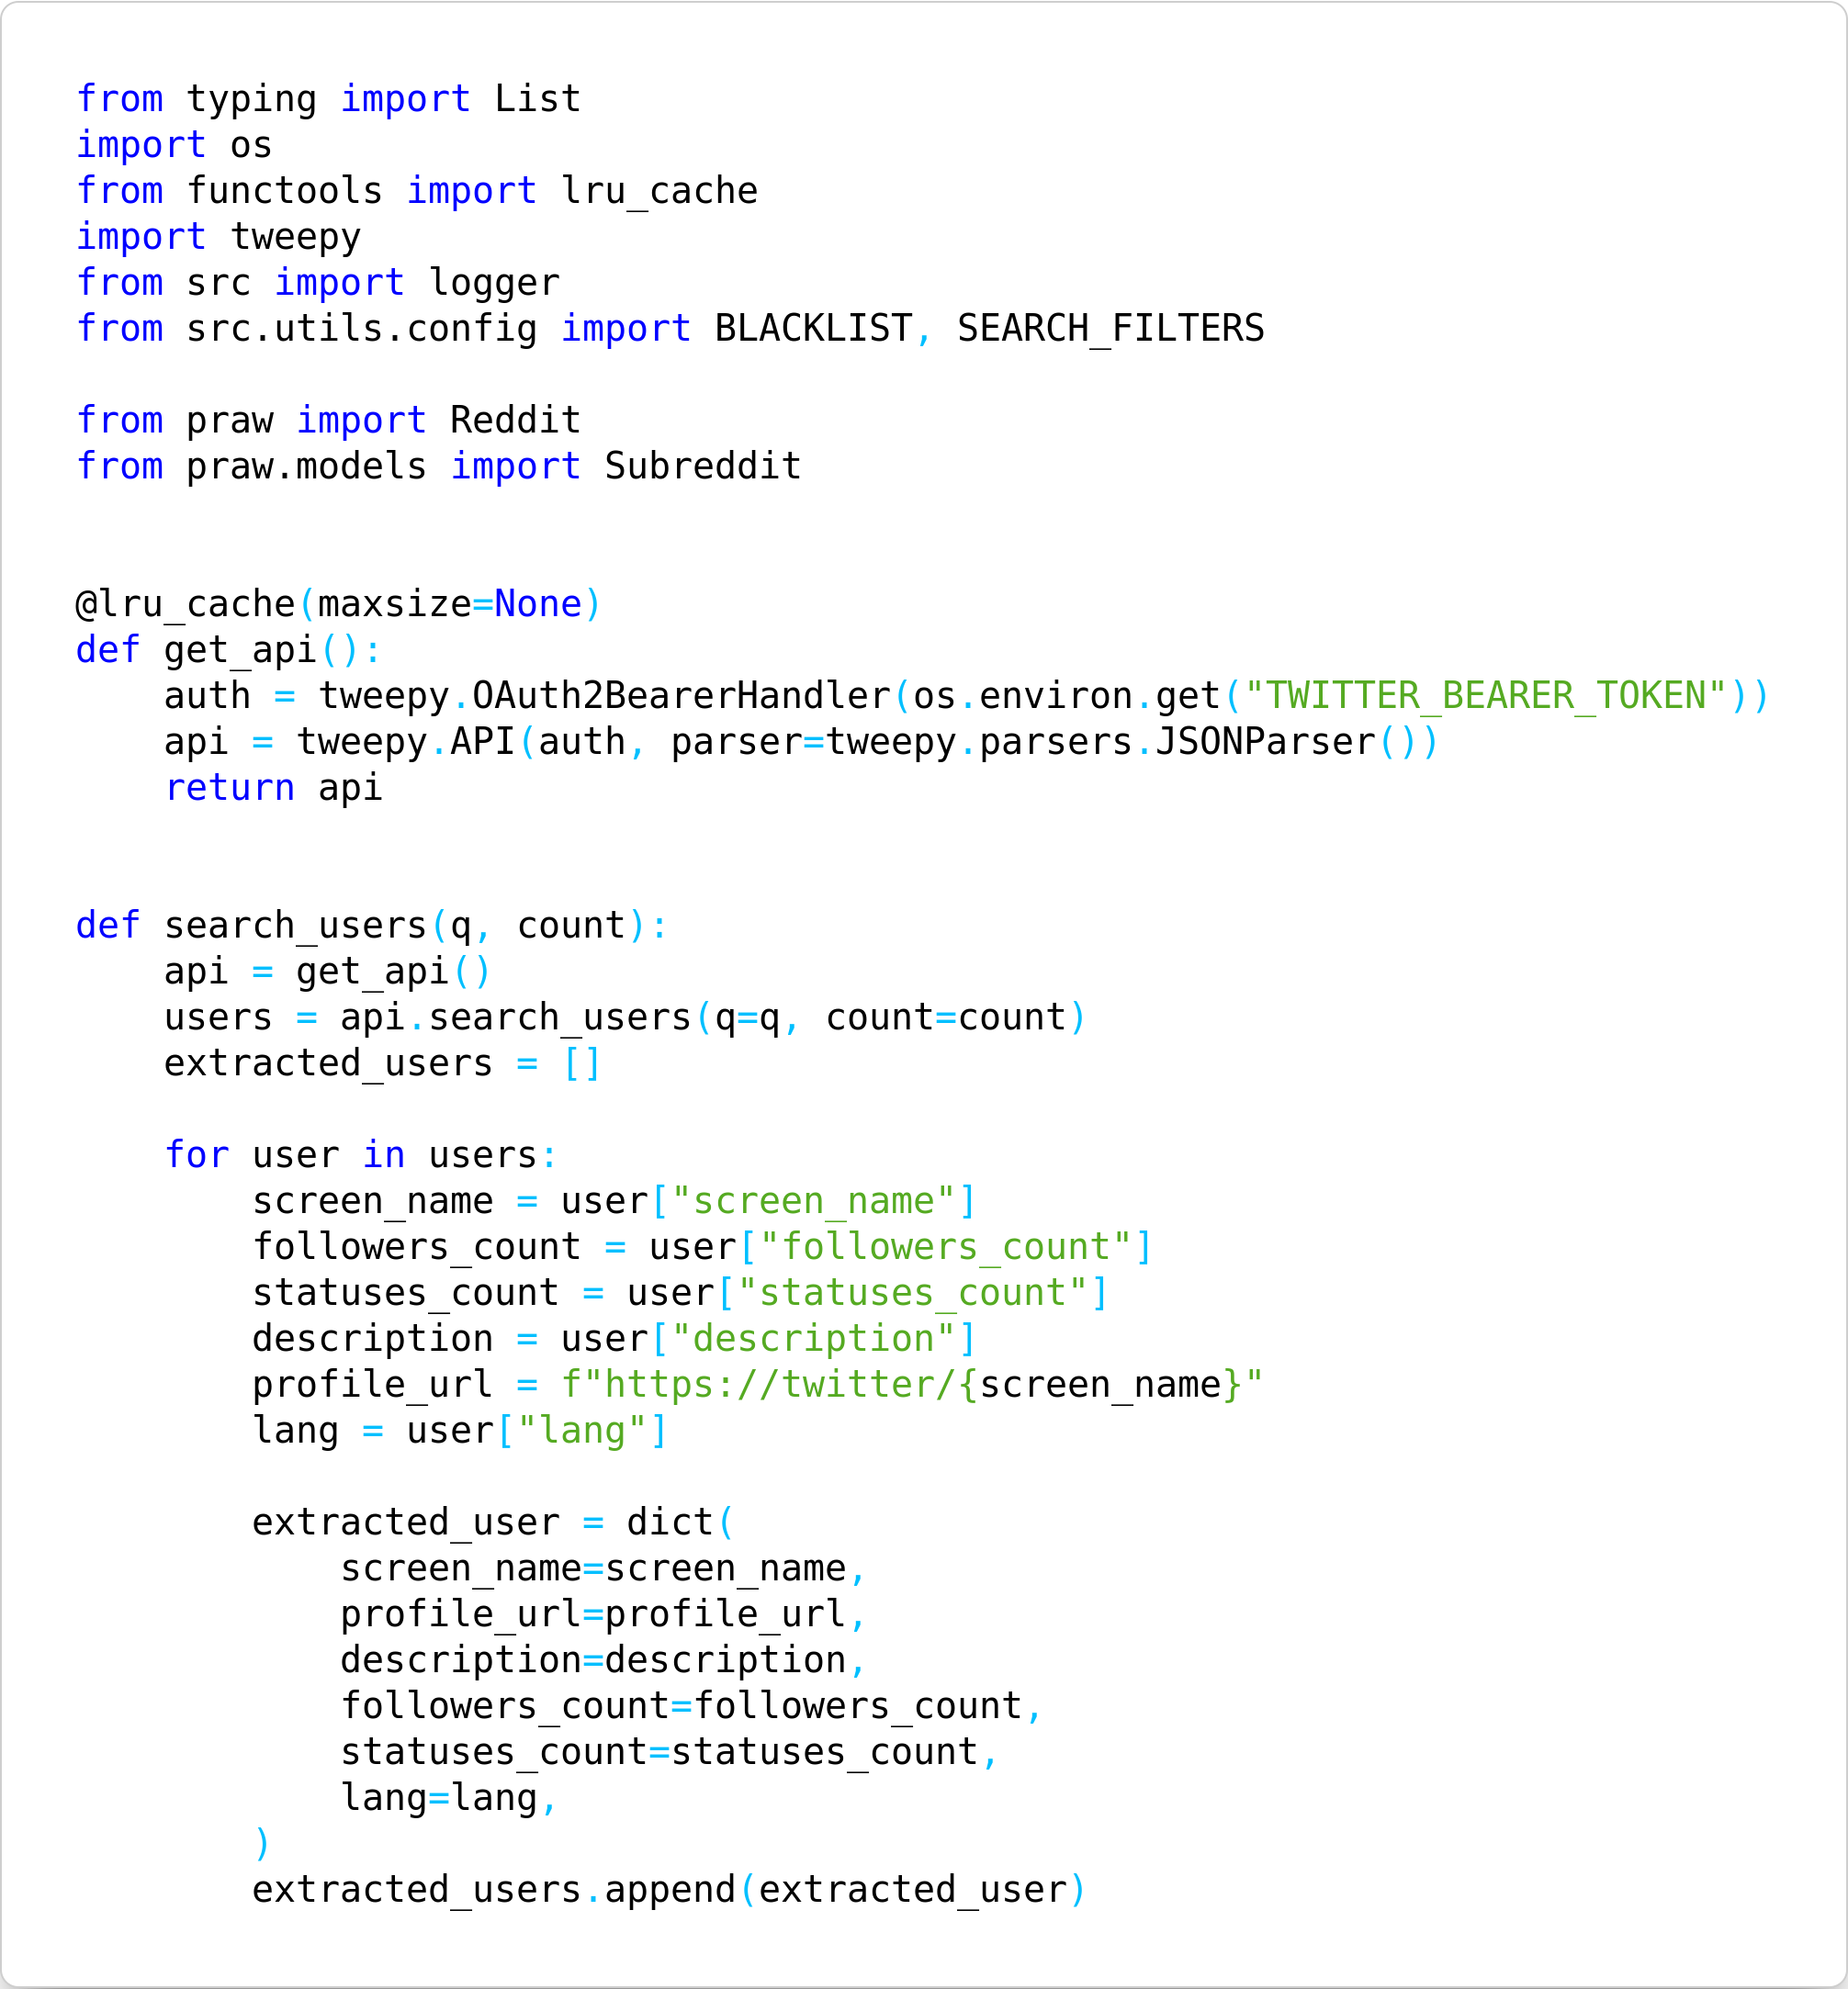 from typing import List
import os
from functools import lru_cache
import tweepy
from src import logger
from src.utils.config import BLACKLIST, SEARCH_FILTERS

from praw import Reddit
from praw.models import Subreddit


@lru_cache(maxsize=None)
def get_api():
    auth = tweepy.OAuth2BearerHandler(os.environ.get("TWITTER_BEARER_TOKEN"))
    api = tweepy.API(auth, parser=tweepy.parsers.JSONParser())
    return api


def search_users(q, count):
    api = get_api()
    users = api.search_users(q=q, count=count)
    extracted_users = []

    for user in users:
        screen_name = user["screen_name"]
        followers_count = user["followers_count"]
        statuses_count = user["statuses_count"]
        description = user["description"]
        profile_url = f"https://twitter/{screen_name}"
        lang = user["lang"]

        extracted_user = dict(
            screen_name=screen_name,
            profile_url=profile_url,
            description=description,
            followers_count=followers_count,
            statuses_count=statuses_count,
            lang=lang,
        )
        extracted_users.append(extracted_user)